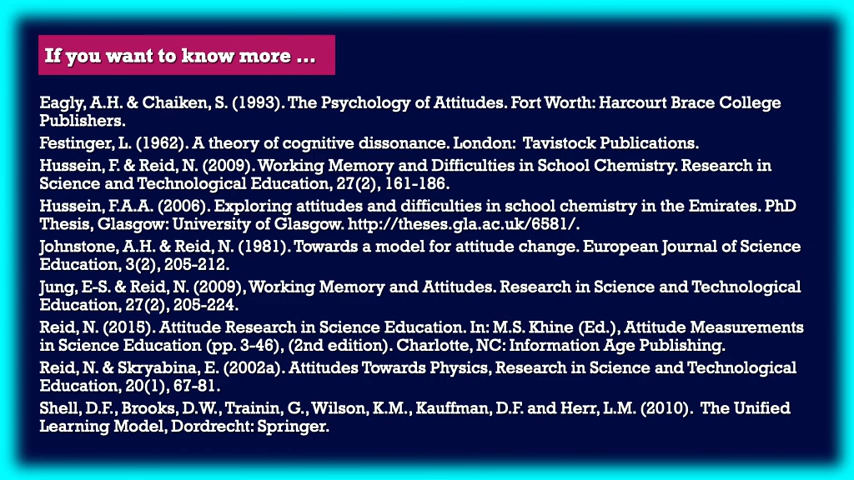 If you want to know more ...
Eagly, A.H. & Chaiken, S. (1993). The Psychology of Attitudes. Fort Worth: Harcourt Brace College
Publishers.
Festinger, L. (1962). A theory of cognitive dissonance. London:  Tavistock Publications.
Hussein, F. & Reid, N. (2009). Working Memory and Difficulties in School Chemistry. Research in
Science and Technological Education, 27(2), 161-186.
Hussein, F.A.A. (2006). Exploring attitudes and difficulties in school chemistry in the Emirates. PhD
Thesis, Glasgow: University of Glasgow. http://theses.gla.ac.uk/6581/.
Johnstone, A.H. & Reid, N. (1981). Towards a model for attitude change. European Journal of Science
Education, 3(2), 205-212.
Jung, E-S. & Reid, N. (2009), Working Memory and Attitudes. Research in Science and Technological
Education, 27(2), 205-224.
Reid, N. (2015). Attitude Research in Science Education. In: M.S. Khine (Ed.), Attitude Measurements
in Science Education (pp. 3-46), (2nd edition). Charlotte, NC: Information Age Publishing.
Reid, N. & Skryabina, E. (2002a). Attitudes Towards Physics, Research in Science and Technological
Education, 20(1), 67-81.
Shell, D.F., Brooks, D.W., Trainin, G., Wilson, K.M., Kauffman, D.F. and Herr, L.M. (2010).  The Unified
Learning Model, Dordrecht: Springer.